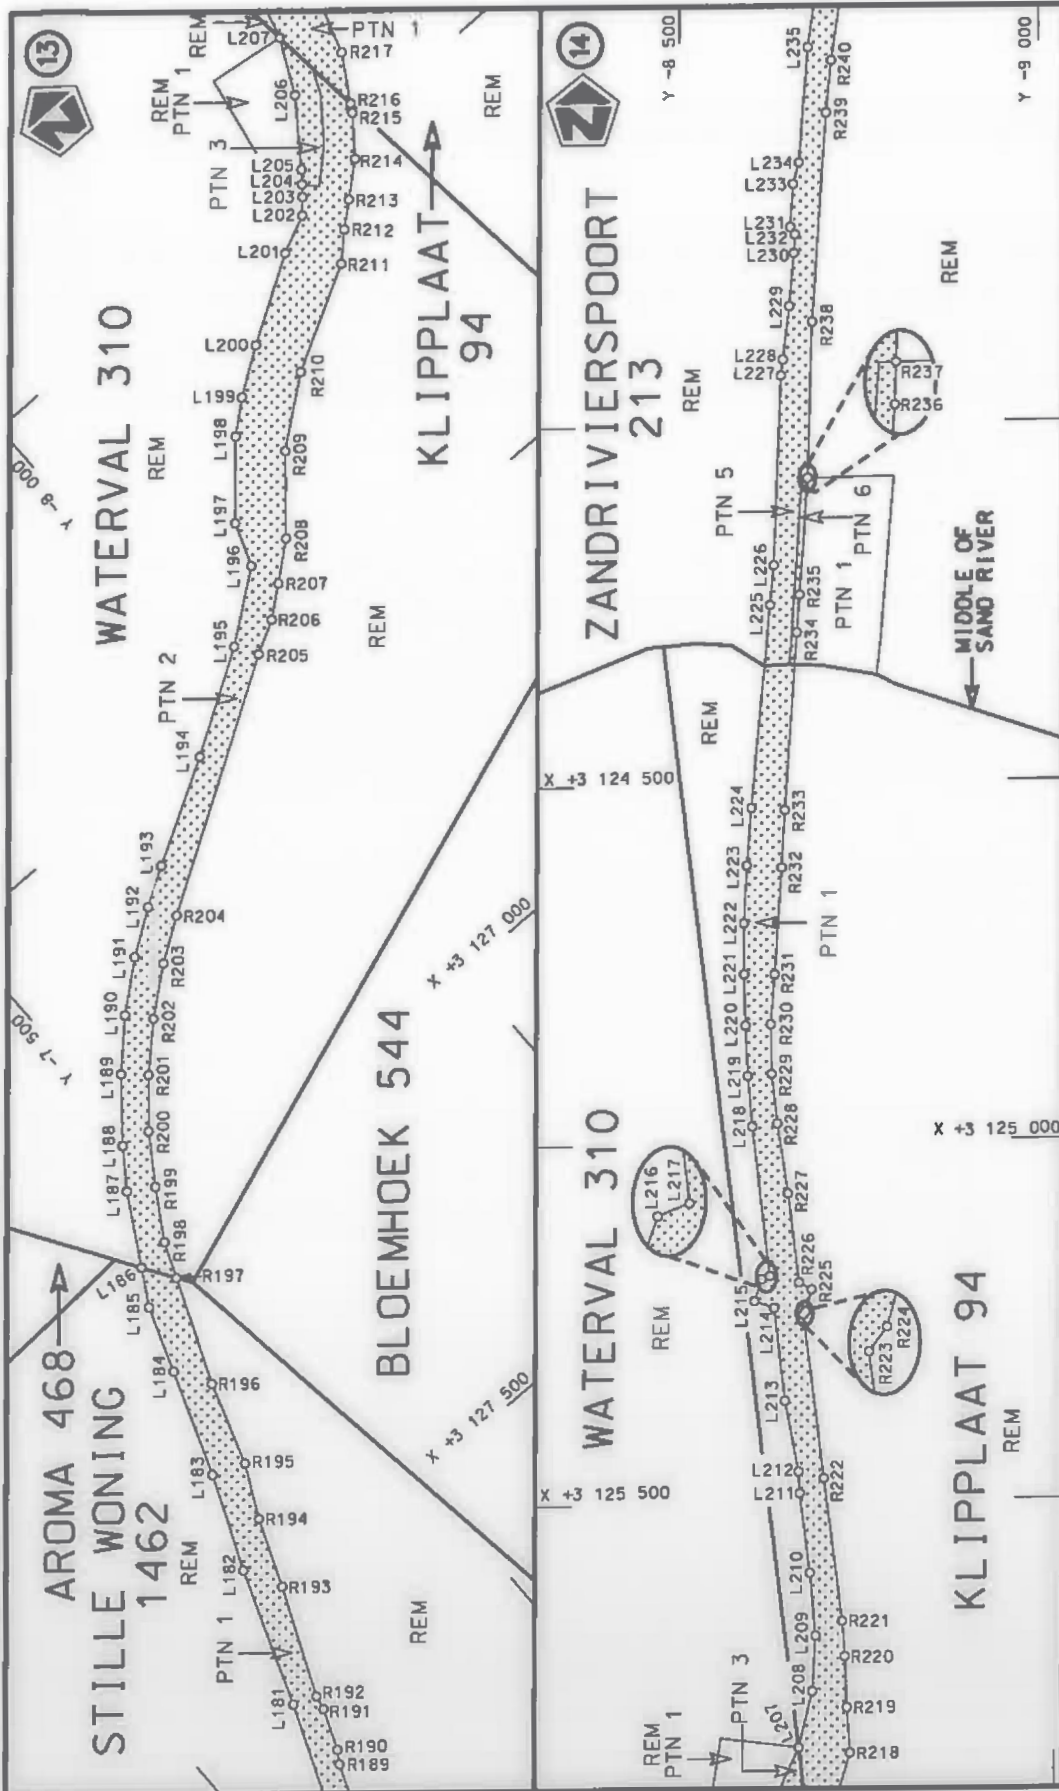 13
REM
L207
PTN 1
R217
REM
PTN 1
L206
R216
R215
PTN 3
L205
L204
L203
L202
R214
R213
R212
L201
R211
REM
KLIPPLAAT
94
WATERVAL 310
REM
L200
R210
L199
L198
R209
Y -8 000
L197
R208
L196
R207
R206
L195
R205
REM
PTN 2
L194
L193
L192
R204
L191
R203
X +3 127 000
L190
R202
Y -7 500
L189
R201
L188
R200
BLOEMHOEK 544
L187
R199
R198
L186
R197
AROMA 468
L185
L184
R196
STILLE WONING
1462
REM
L183
R195
X +3 127 500
R194
L182
R193
PTN 1
REM
L181
R192
R191
R190
R189
14
Y -8 500
Y -9 000
L235
R240
R239
L234
L233
L231
L232
L230
REM
ZANDRIVIERSPOORT
213
REM
L229
R238
L228
L227
R237
R236
PTN 5
PTN 6
L226
R235
L225
PTN 1
R234
MIDDLE OF
SAND RIVER
REM
X +3 124 500
L224
R233
L223
R232
L222
PTN 1
L221
R231
L220
R230
L219
R229
L218
R228
X +3 125 000
WATERVAL 310
L216
L217
R227
R226
R225
L215
L214
REM
R223
R224
L213
KLIPPLAAT 94
REM
L212
L211
R222
X +3 125 500
L210
R221
L209
R220
L208
R219
PTN 3
L207
REM
PTN 1
R218